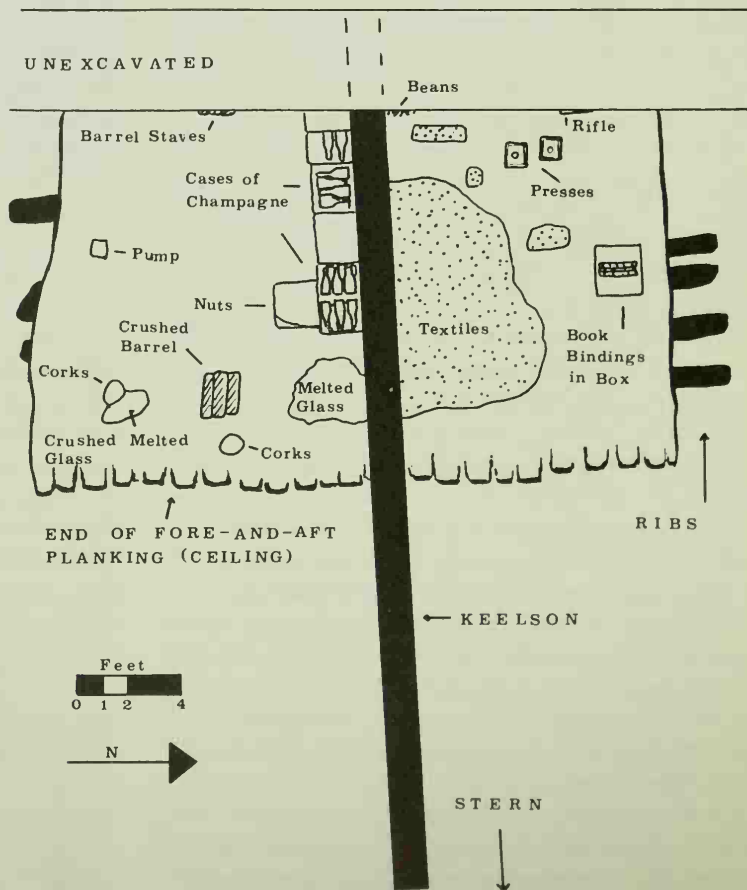 UNEXCAVATED
Beans
Barrel Staves
Rifle
Cases of
Champagne
Presses
Pump
Nuts
Textiles
Book
Bindings
in Box
Crushed
Barrel
Corks
Melted
Glass
Crushed Melted
Glass
Corks
END OF FORE-AND-AFT
PLANKING (CEILING)
RIBS
KEELSON
Feet
0 1 2 4
N
STERN